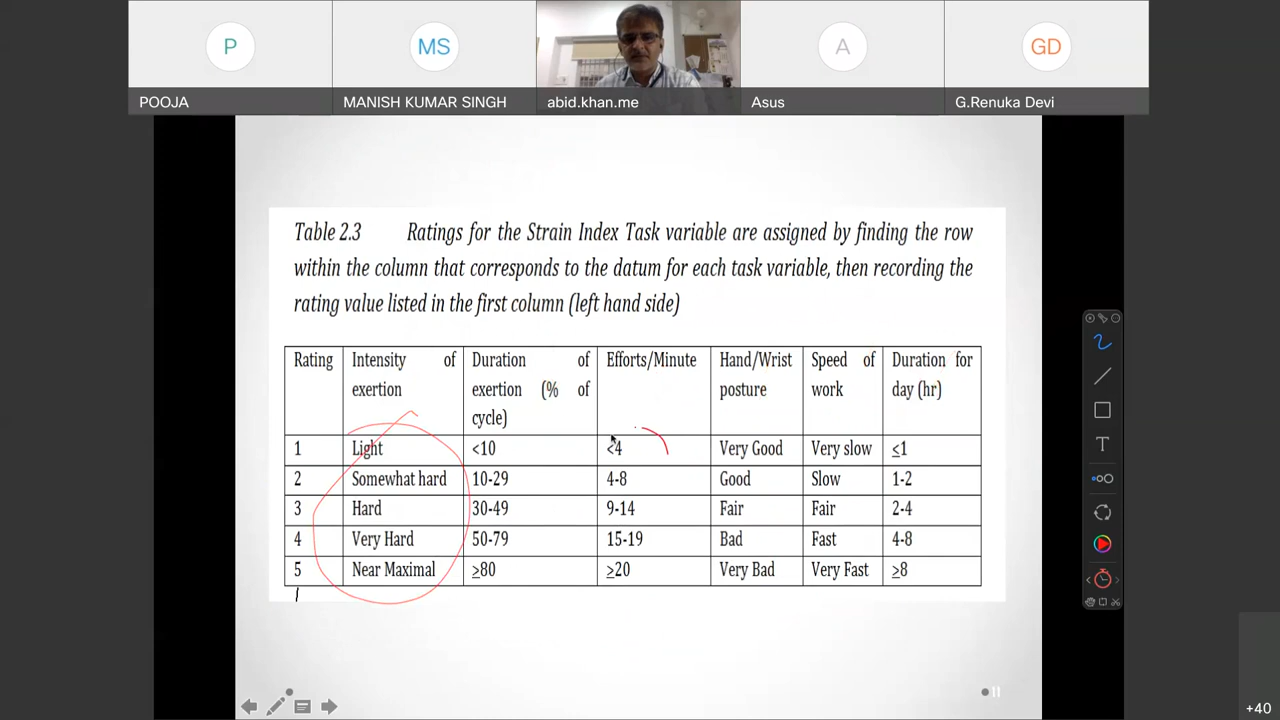 P
MS
A
GD
POOJA
MANISH KUMAR SINGH
abid.khan.me
Asus
G.Renuka Devi
Table 2.3 Ratings for the Strain Index Task variable are assigned by finding the row
within the column that corresponds to the datum for each task variable, then recording the
rating value listed in the first column (left hand side)
Rating Intensity of exertion Duration of exertion (% of cycle) Efforts/Minute Hand/Wrist posture Speed of work Duration for day (hr)
1 Light <10 <4 Very Good Very slow ≤1
2 Somewhat hard 10-29 4-8 Good Slow 1-2
3 Hard 30-49 9-14 Fair Fair 2-4
4 Very Hard 50-79 15-19 Bad Fast 4-8
5 Near Maximal ≥80 ≥20 Very Bad Very Fast ≥8
11
+40